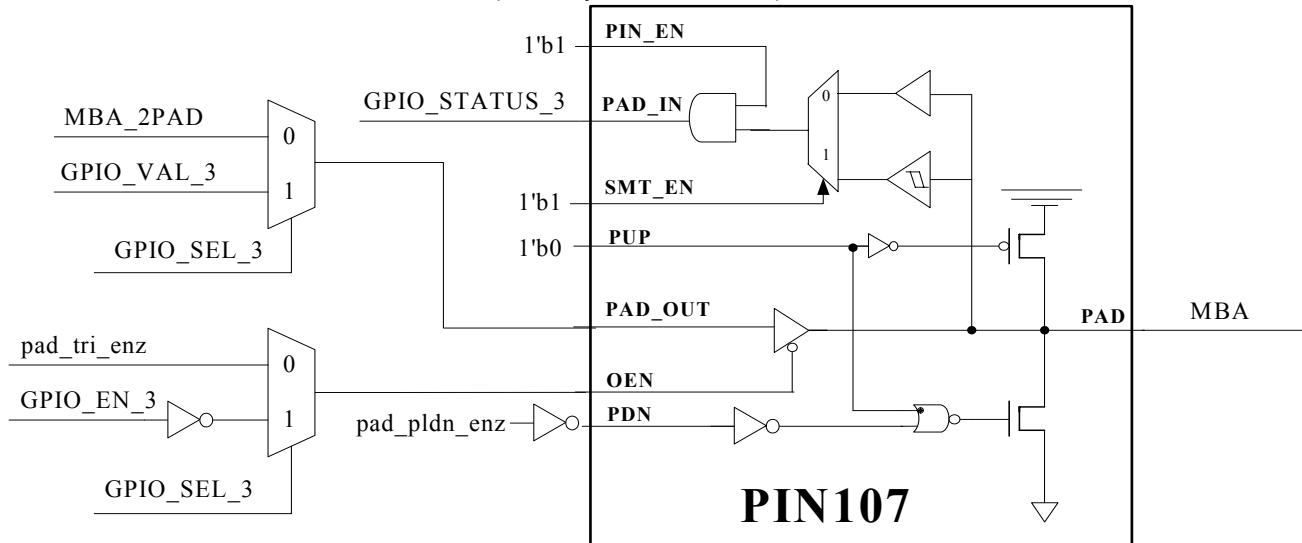 PIN_EN
1'b1
GPIO_STATUS_3
PAD_IN
MBA_2PAD
0
0
GPIO_VAL_3
1
1
SMT_EN
1'b1
PUP
1'b0
GPIO_SEL_3
PAD_OUT
PAD
MBA
pad_tri_enz
0
OEN
GPIO_EN_3
1
pad_pldn_enz
PDN
GPIO_SEL_3
PIN107